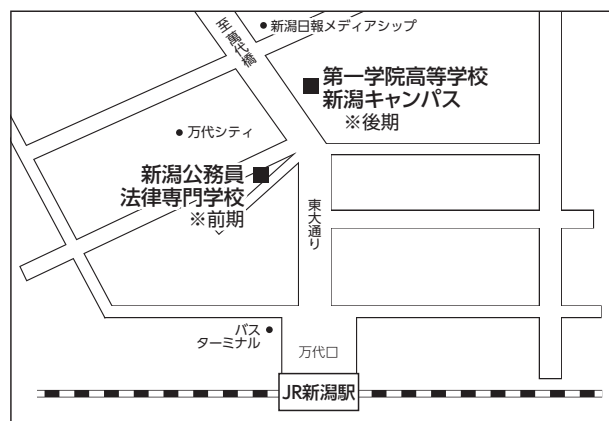 至萬代橋
新潟日報メディアシップ
第一学院高等学校
新潟キャンパス
※後期
万代シティ
新潟公務員
法律専門学校
※前期
東大通り
バス
ターミナル
万代口
JR新潟駅